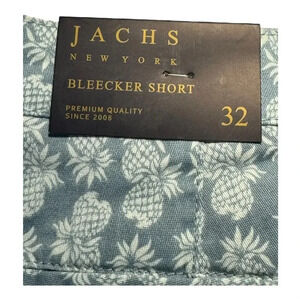 JACHS
NEW YORK
BLEECKER SHORT
PREMIUM QUALITY
SINCE 2008
32